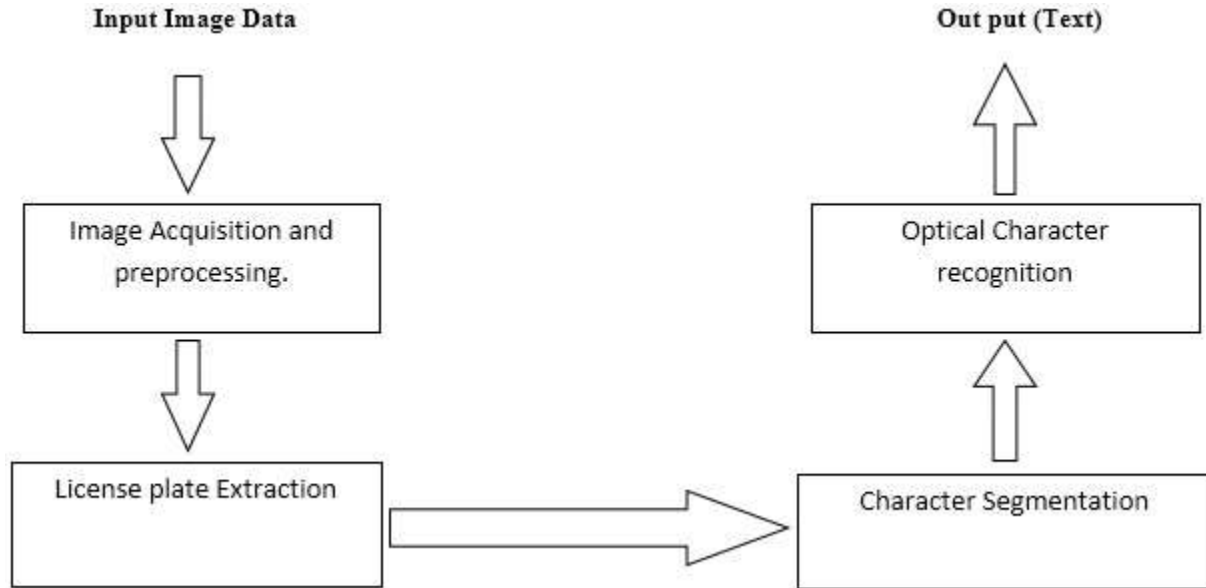 Input Image Data
Out put (Text)
Image Acquisition and
preprocessing.
Optical Character
recognition
License plate Extraction
Character Segmentation